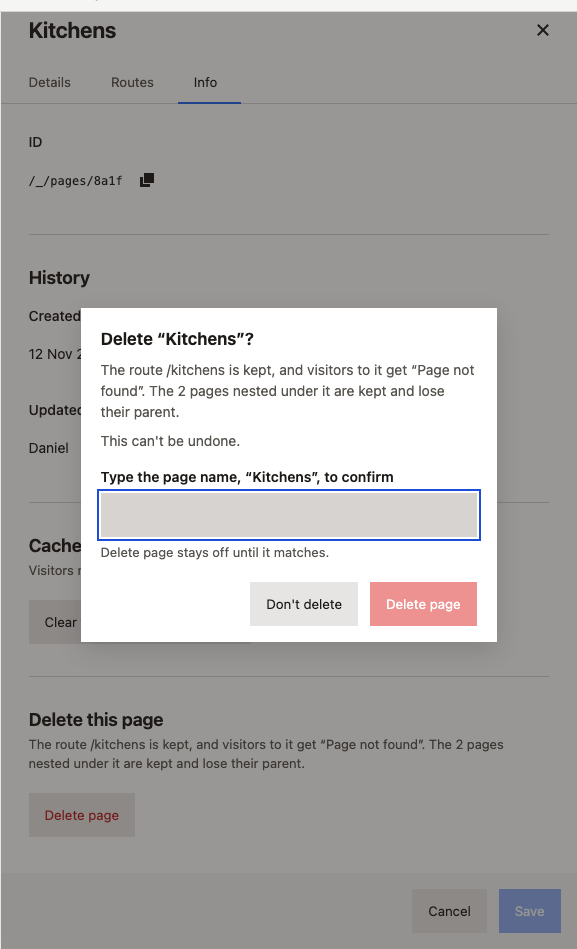 Kitchens
Details Routes Info
ID
/_/pages/8a1f
History
Created
12 Nov
Updated
Daniel
Cache
Visitors
Clear
Delete “Kitchens”?
The route /kitchens is kept, and visitors to it get “Page not
found”. The 2 pages nested under it are kept and lose
their parent.
This can't be undone.
Type the page name, “Kitchens”, to confirm
Delete page stays off until it matches.
Don't delete Delete page
Delete this page
The route /kitchens is kept, and visitors to it get “Page not found”. The 2 pages
nested under it are kept and lose their parent.
Delete page
Cancel Save